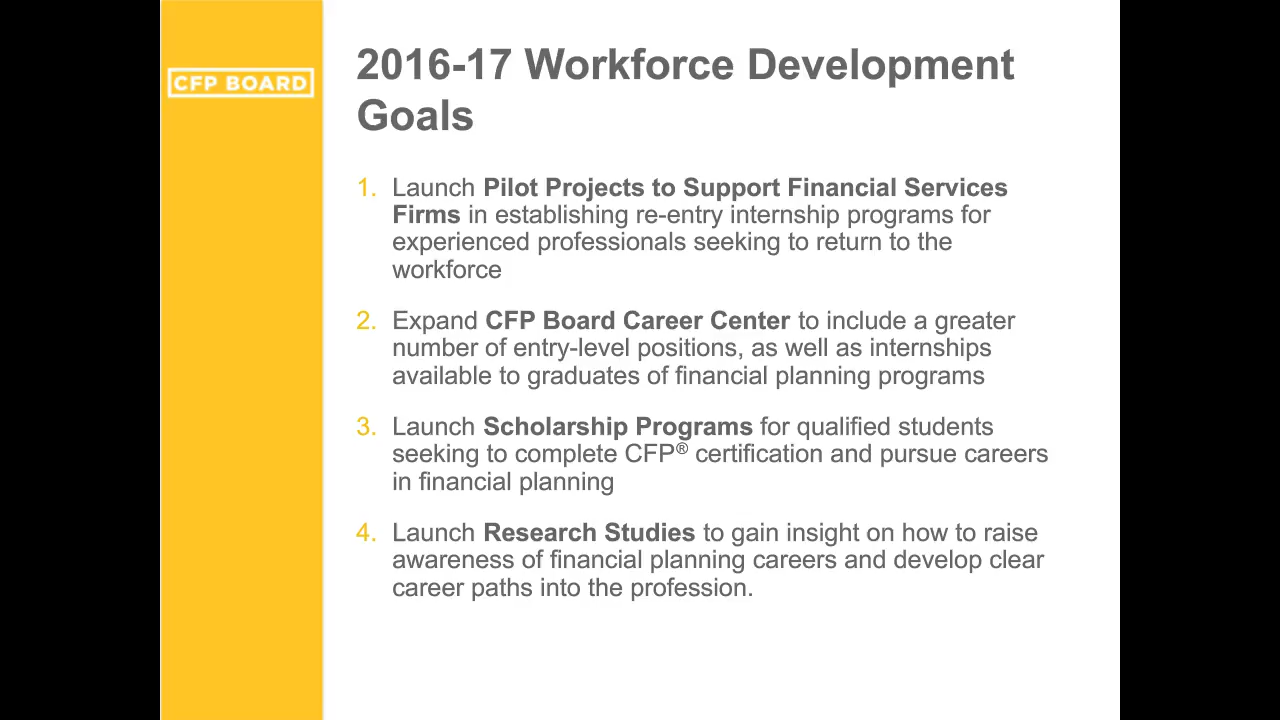 CFP BOARD
2016-17 Workforce Development
Goals
1. Launch Pilot Projects to Support Financial Services
Firms in establishing re-entry internship programs for
experienced professionals seeking to return to the
workforce
2. Expand CFP Board Career Center to include a greater
number of entry-level positions, as well as internships
available to graduates of financial planning programs
3. Launch Scholarship Programs for qualified students
seeking to complete CFP® certification and pursue careers
in financial planning
4. Launch Research Studies to gain insight on how to raise
awareness of financial planning careers and develop clear
career paths into the profession.